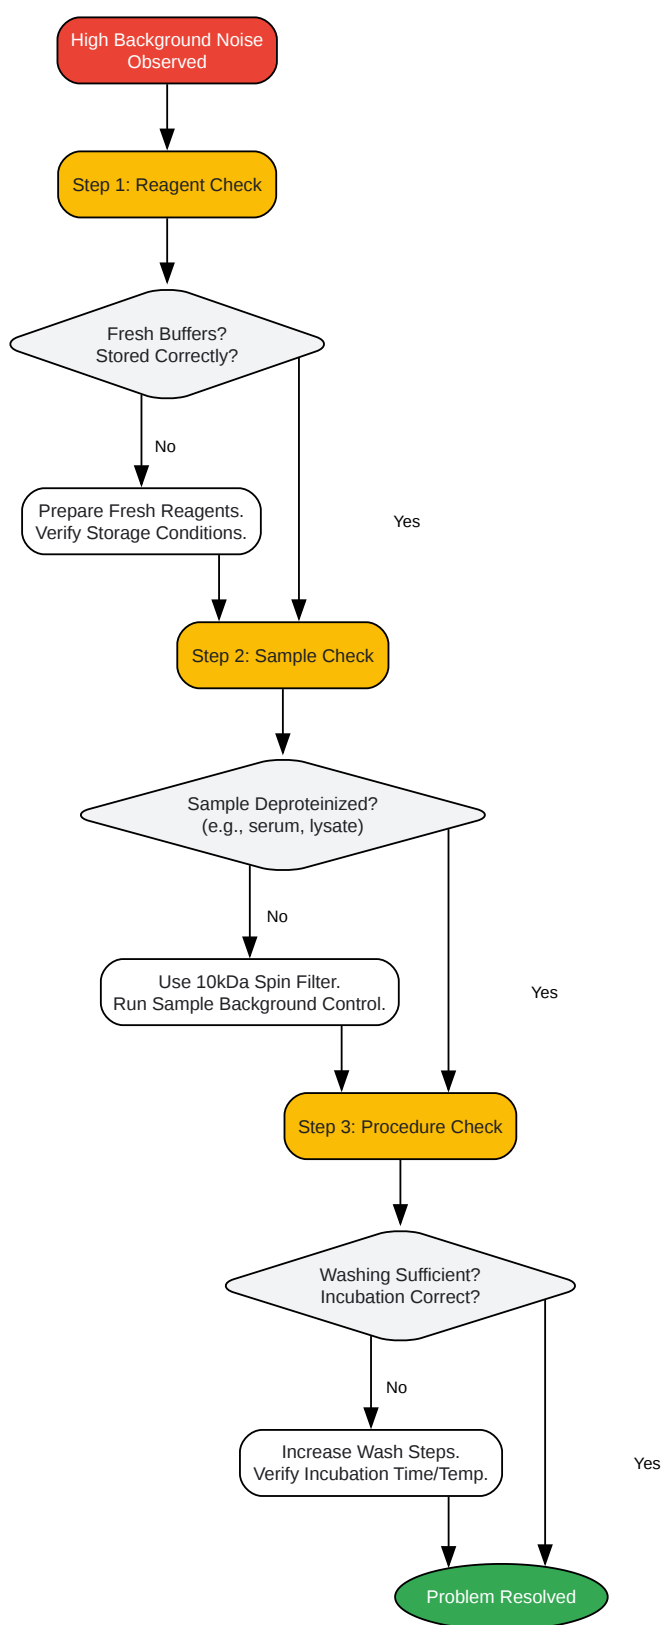 High Background Noise
Observed
Step 1: Reagent Check
Fresh Buffers?
Stored Correctly?
No
Prepare Fresh Reagents.
Verify Storage Conditions.
Yes
Step 2: Sample Check
Sample Deproteinized?
(e.g., serum, lysate)
No
Use 10kDa Spin Filter.
Run Sample Background Control.
Yes
Step 3: Procedure Check
Washing Sufficient?
Incubation Correct?
No
Increase Wash Steps.
Verify Incubation Time/Temp.
Yes
Problem Resolved